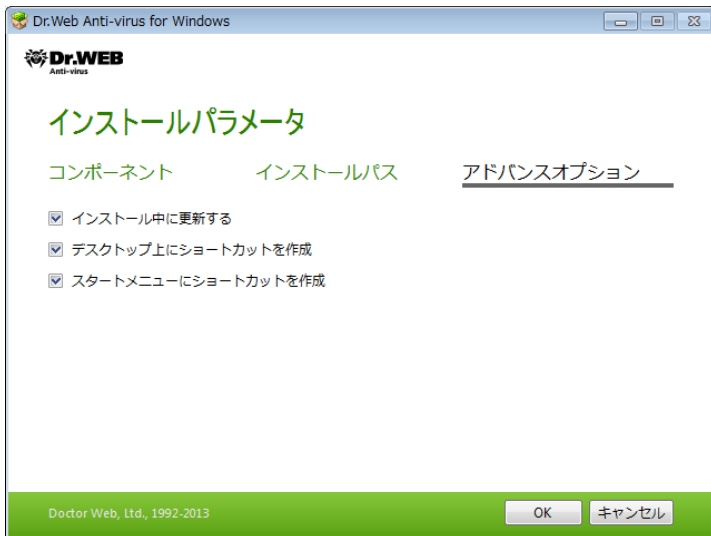 Dr.Web Anti-virus for Windows
Dr.WEB
Anti-virus
インストールパラメータ
コンポーネント インストールパス アドバンスオプション
インストール中に更新する
デスクトップ上にショートカットを作成
スタートメニューにショートカットを作成
Doctor Web, Ltd., 1992-2013 OK キャンセル